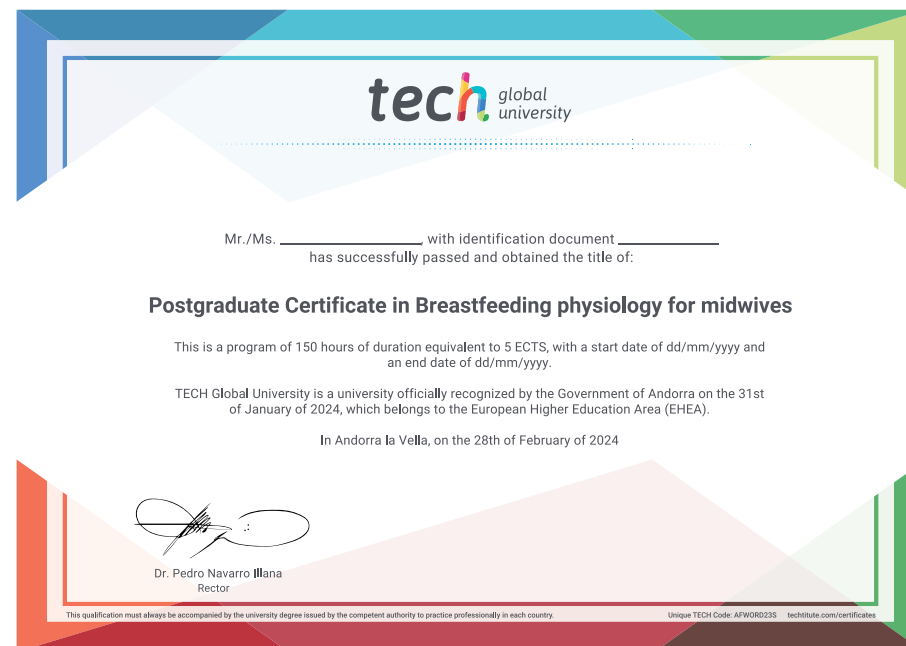 tech global
university
Mr./Ms. ____________, with identification document ____________
has successfully passed and obtained the title of:
Postgraduate Certificate in Breastfeeding physiology for midwives
This is a program of 150 hours of duration equivalent to 5 ECTS, with a start date of dd/mm/yyyy and
an end date of dd/mm/yyyy.
TECH Global University is a university officially recognized by the Government of Andorra on the 31st
of January of 2024, which belongs to the European Higher Education Area (EHEA).
In Andorra la Vella, on the 28th of February of 2024
Dr. Pedro Navarro Illana
Rector
This qualification must always be accompanied by the university degree issued by the competent authority to practice professionally in each country. Unique TECH Code: AFWORD23S techtitute.com/certificates